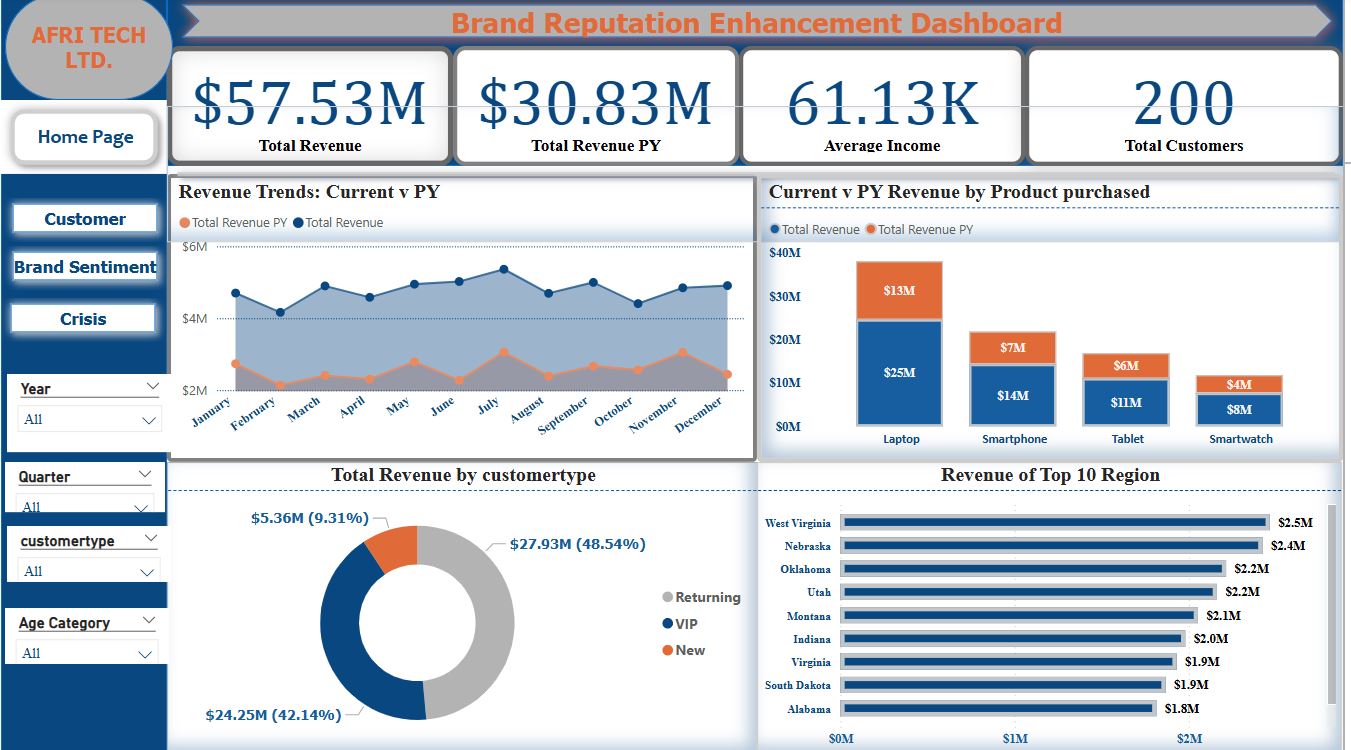 AFRI TECH
LTD.
Brand Reputation Enhancement Dashboard
Home Page
$57.53M
Total Revenue
$30.83M
Total Revenue PY
61.13K
Average Income
200
Total Customers
Customer
Brand Sentiment
Crisis
Year
All
Quarter
All
customertype
All
Age Category
All
Revenue Trends: Current v PY
Total Revenue PY Total Revenue
$6M
$4M
$2M
January February March April May June July August September October November December
Current v PY Revenue by Product purchased
Total Revenue Total Revenue PY
$40M
$30M
$20M
$10M
$0M
$13M
$25M
$7M
$14M
$6M
$11M
$4M
$8M
Laptop Smartphone Tablet Smartwatch
Total Revenue by customertype
$5.36M (9.31%)
$27.93M (48.54%)
$24.25M (42.14%)
Returning
VIP
New
Revenue of Top 10 Region
West Virginia $2.5M
Nebraska $2.4M
Oklahoma $2.2M
Utah $2.2M
Montana $2.1M
Indiana $2.0M
Virginia $1.9M
South Dakota $1.9M
Alabama $1.8M
$0M $1M $2M